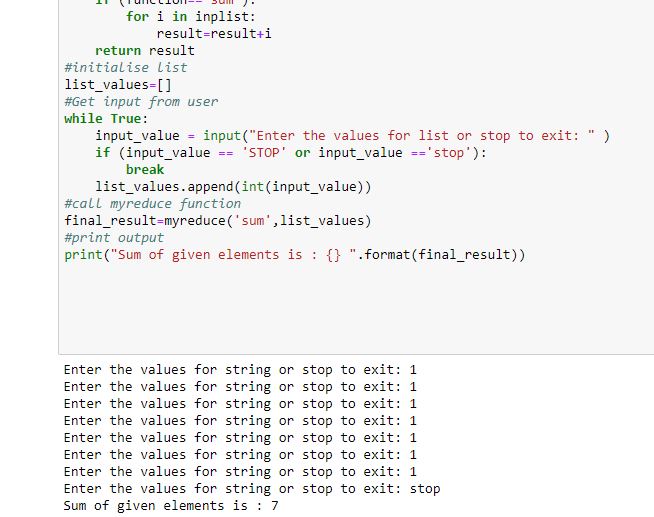 for i in inplist:
result=result+i
return result
#initialise list
list_values=[]
#Get input from user
while True:
input_value = input("Enter the values for list or stop to exit: " )
if (input_value == 'STOP' or input_value =='stop'):
break
list_values.append(int(input_value))
#call myreduce function
final_result=myreduce('sum',list_values)
#print output
print("Sum of given elements is : {} ".format(final_result))
Enter the values for string or stop to exit: 1
Enter the values for string or stop to exit: 1
Enter the values for string or stop to exit: 1
Enter the values for string or stop to exit: 1
Enter the values for string or stop to exit: 1
Enter the values for string or stop to exit: 1
Enter the values for string or stop to exit: 1
Enter the values for string or stop to exit: stop
Sum of given elements is : 7